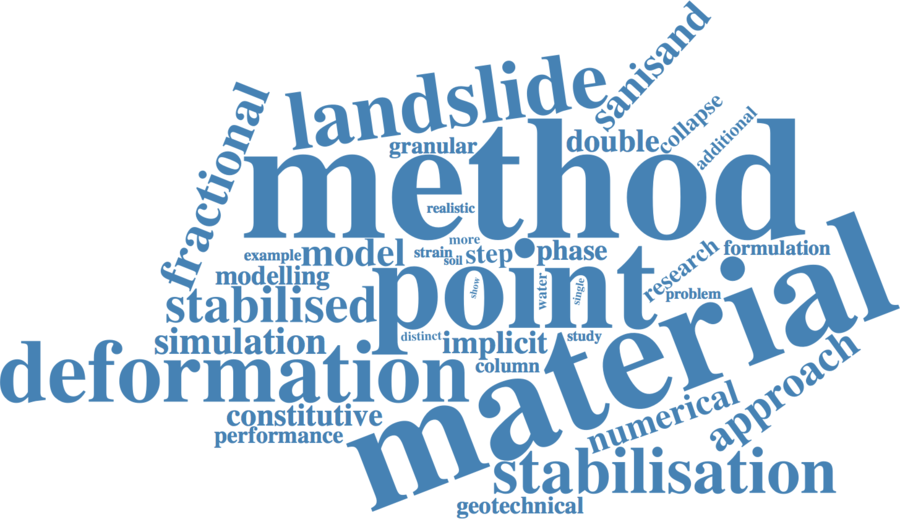 sanisand
landslide
fractional
collapse
additional
double
granular
method
realistic
more
example
model
strain
soil
step
phase
formulation
research
modelling
point
show
water
single
problem
stabilised
distinct
implicit
study
simulation
column
material
deformation
approach
numerical
constitutive
performance
stabilisation
geotechnical